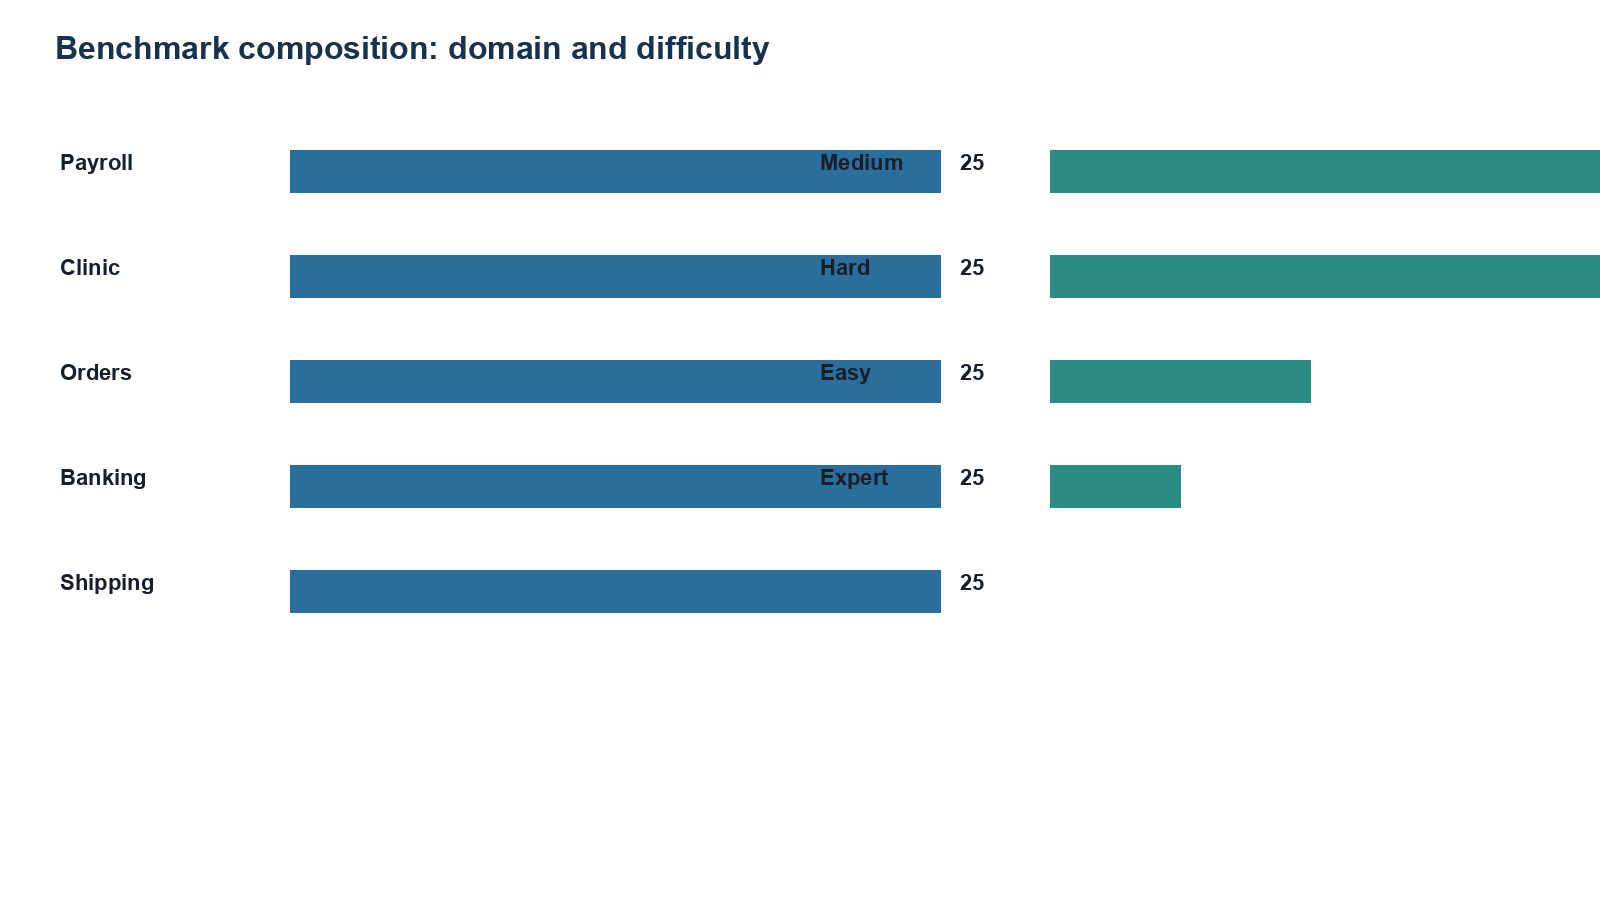 Benchmark composition: domain and difficulty
Payroll Medium 25
Clinic Hard 25
Orders Easy 25
Banking Expert 25
Shipping 25